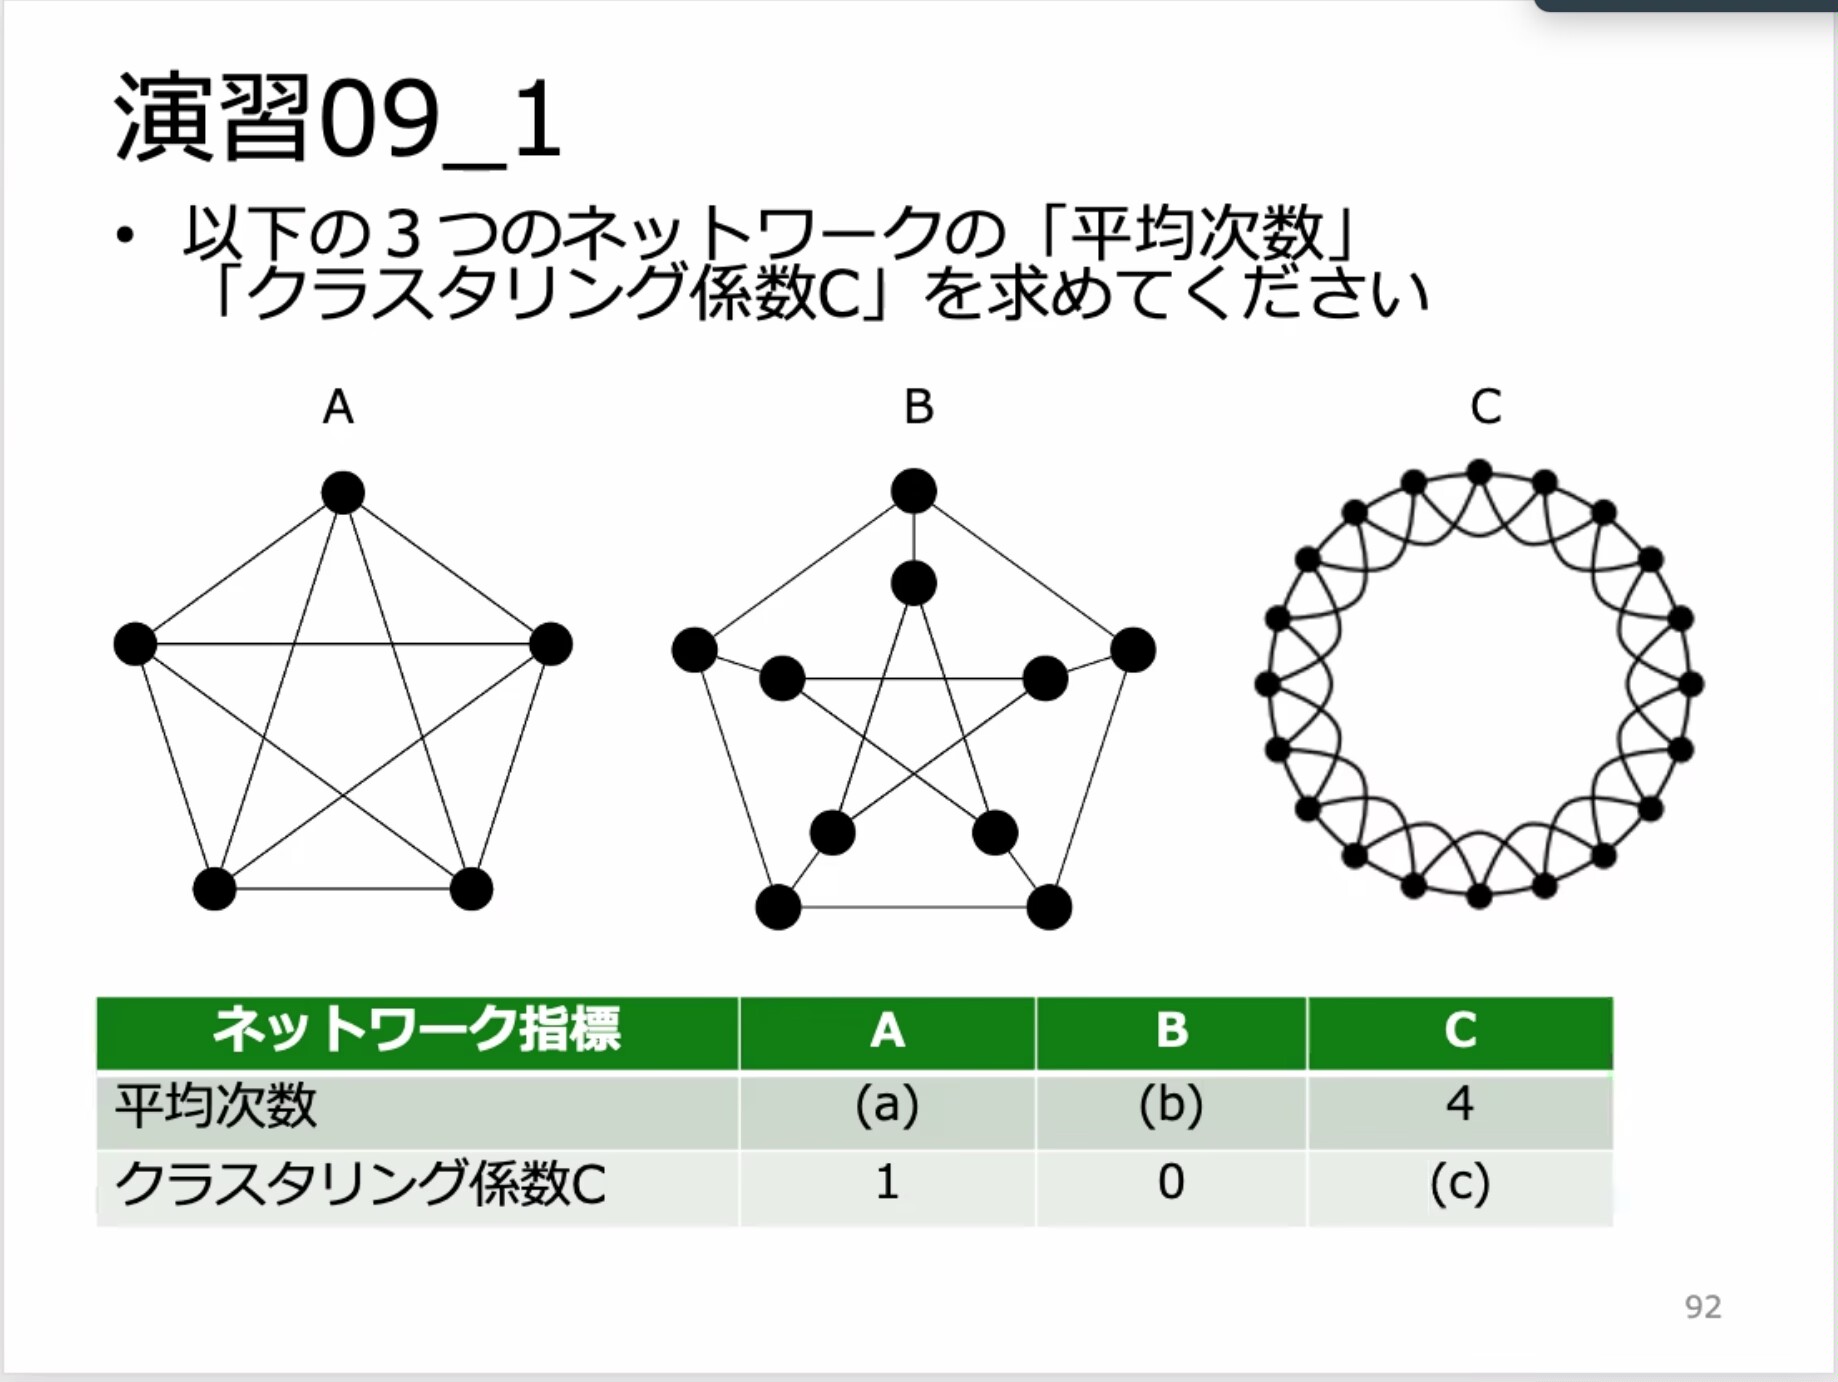 演習09_1
• 以下の３つのネットワークの「平均次数」
「クラスタリング係数C」を求めてください
A B C
ネットワーク指標 A B C
平均次数 (a) (b) 4
クラスタリング係数C 1 0 (c)
92